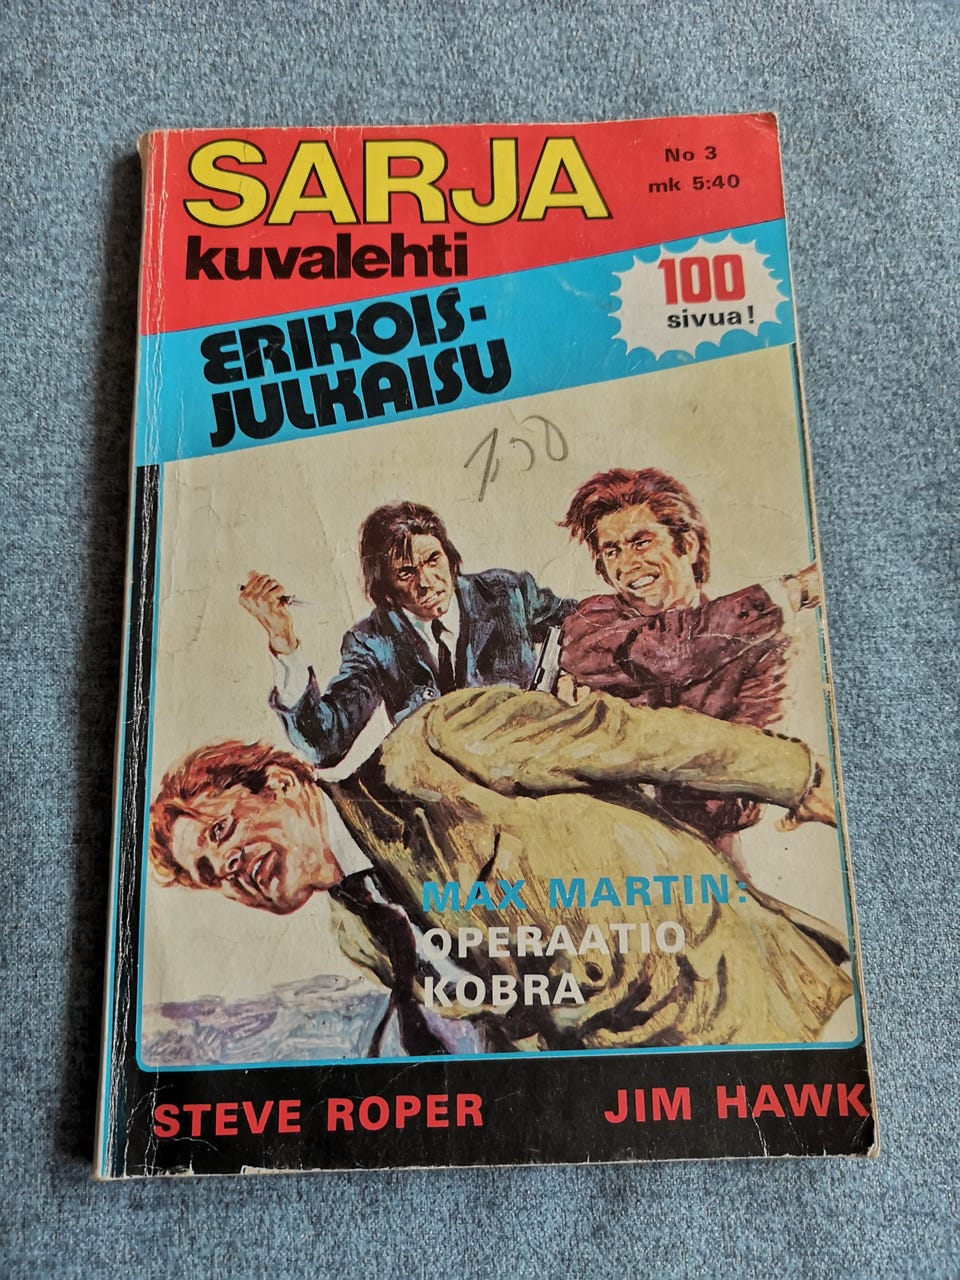 SARJA
kuvalehti
No 3
mk 5:40
ERIKOIS-
JULKAISU
100
sivua!
MAX MARTIN:
OPERAATIO
KOBRA
STEVE ROPER
JIM HAWK